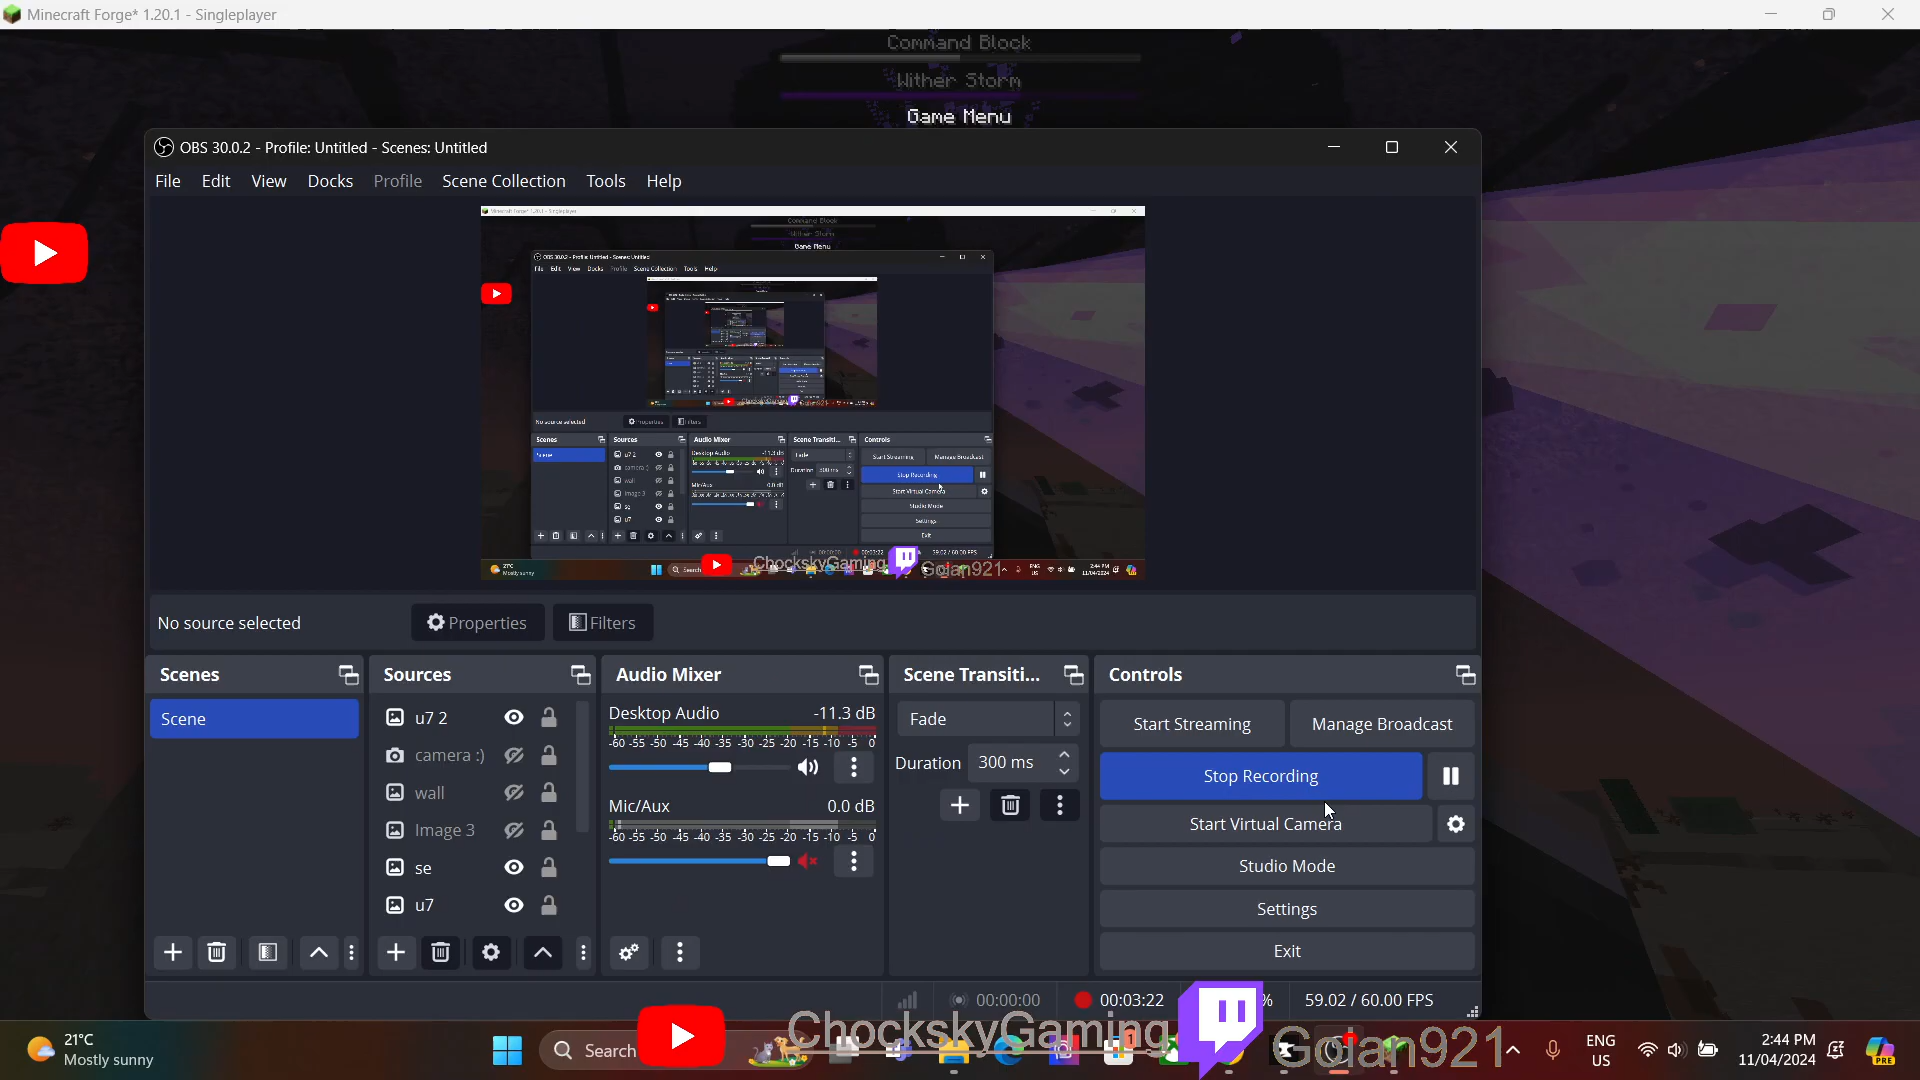 Minecraft Forge* 1.20.1 - Singleplayer
Command Block
Wither Storm
Game Menu
OBS 30.0.2 - Profile: Untitled - Scenes: Untitled
File Edit View Docks Profile Scene Collection Tools Help
No source selected
Properties
Filters
Scenes
Scene
Sources
u7 2
camera :)
wall
Image 3
se
u7
Audio Mixer
Desktop Audio -11.3 dB
-60 -55 -50 -45 -40 -35 -30 -25 -20 -15 -10 -5 0
Mic/Aux 0.0 dB
-60 -55 -50 -45 -40 -35 -30 -25 -20 -15 -10 -5 0
Scene Transiti...
Fade
Duration 300 ms
Controls
Start Streaming
Manage Broadcast
Stop Recording
Start Virtual Camera
Studio Mode
Settings
Exit
00:00:00
00:03:22
%
59.02 / 60.00 FPS
21°C
Mostly sunny
Search
ChockskyGaming
Golan921
ENG
US
2:44 PM
11/04/2024